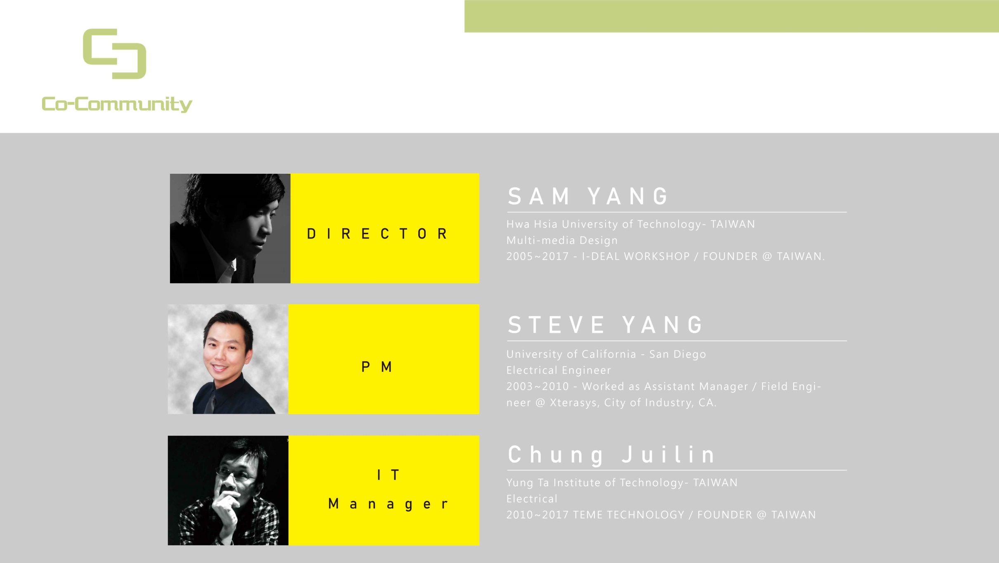 Co-Community
DIRECTOR
SAM YANG
Hwa Hsia University of Technology- TAIWAN
Multi-media Design
2005~2017 - I-DEAL WORKSHOP / FOUNDER @ TAIWAN.
PM
STEVE YANG
University of California - San Diego
Electrical Engineer
2003~2010 - Worked as Assistant Manager / Field Engi-
neer @ Xterasys, City of Industry, CA.
IT
Manager
Chung Juilin
Yung Ta Institute of Technology- TAIWAN
Electrical
2010~2017 TEME TECHNOLOGY / FOUNDER @ TAIWAN